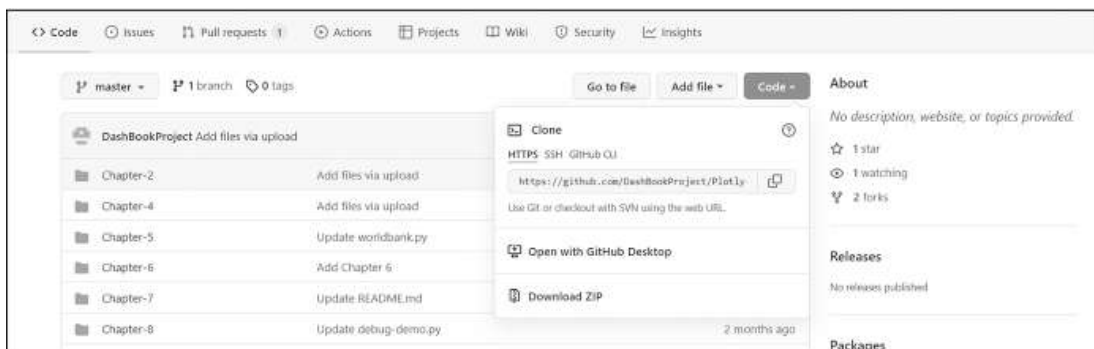 <> Code Issues Pull requests 1 Actions Projects Wiki Security Insights
master 1 branch 0 tags Go to file Add file Code
DashBookProject Add files via upload
Chapter-2 Add files via upload
Chapter-4 Add files via upload
Chapter-5 Update worldbank.py
Chapter-6 Add Chapter 6
Chapter-7 Update README.md
Chapter-8 Update debug-demo.py 2 months ago
Clone
HTTPS SSH GitHub CLI
https://github.com/DashBookProject/Plotly
Use Git or checkout with SVN using the web URL.
Open with GitHub Desktop
Download ZIP
About
No description, website, or topics provided.
1 star
1 watching
2 forks
Releases
No releases published
Packages